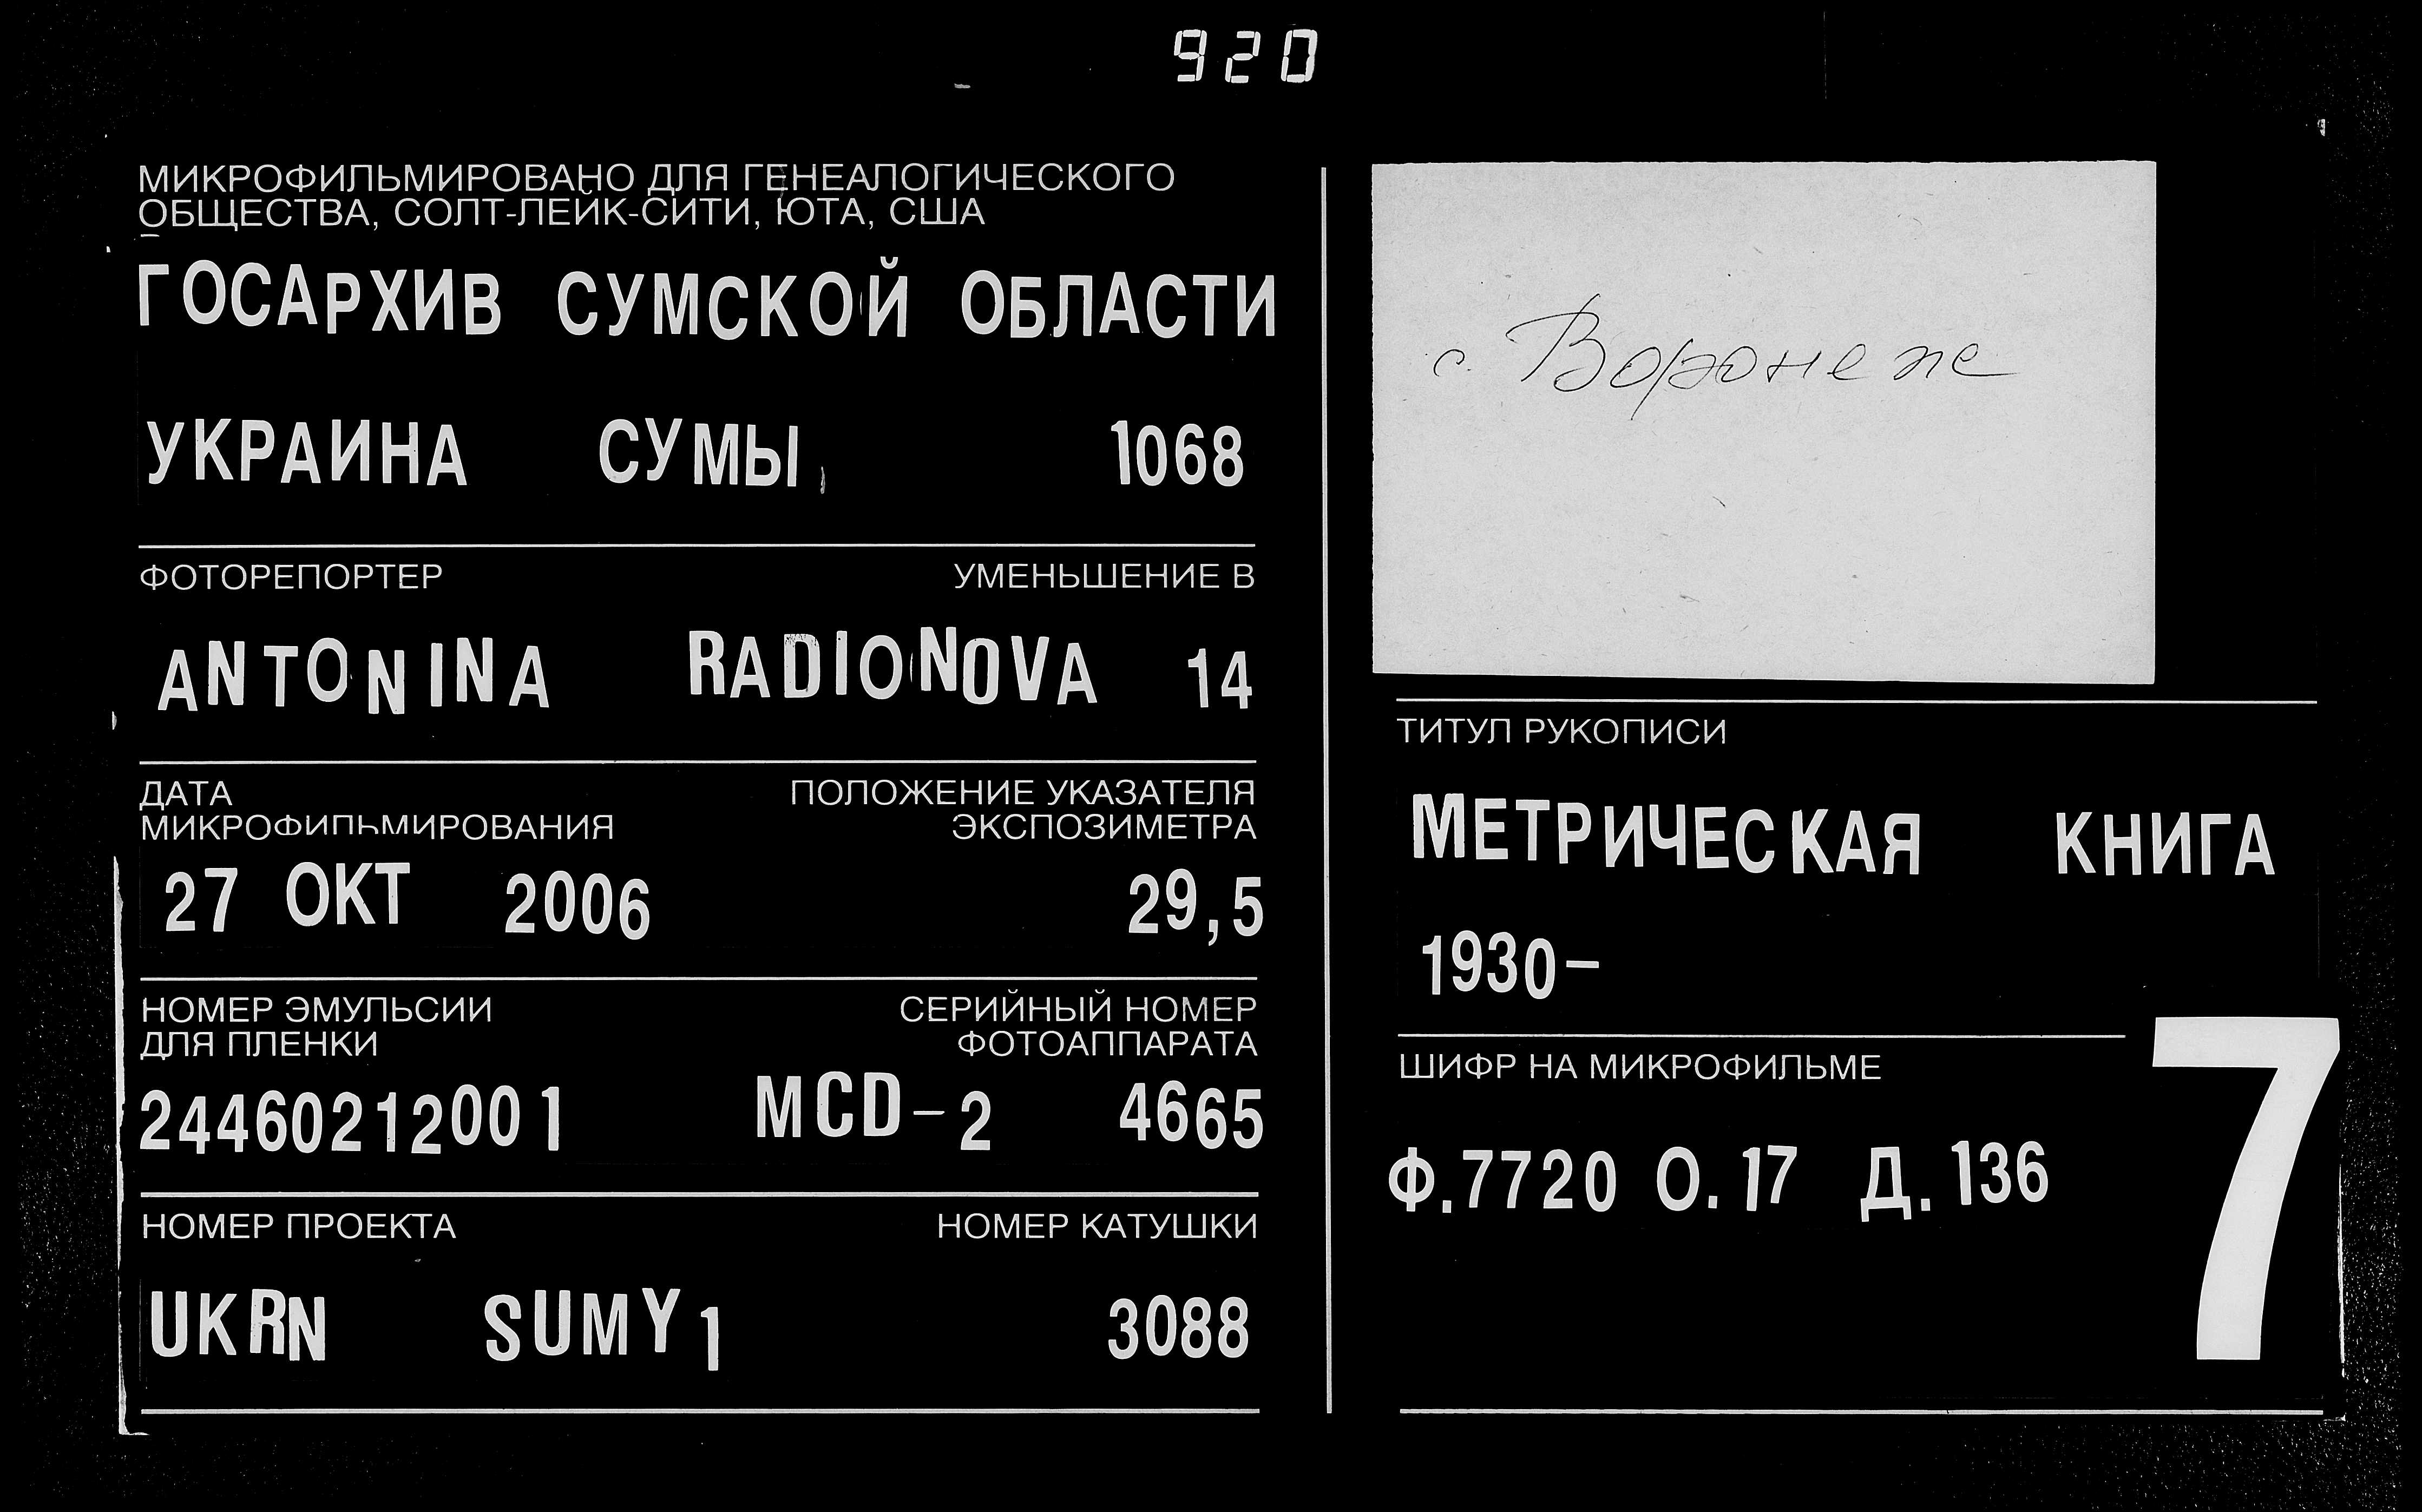 920
МИКРОФИЛЬМИРОВАНО ДЛЯ ГЕНЕАЛОГИЧЕСКОГО
ОБЩЕСТВА, СОЛТ-ЛЕЙК-СИТИ, ЮТА, США
ГОСАРХИВ СУМСКОЙ ОБЛАСТИ
УКРАИНА СУМЫ, 1068
ФОТОРЕПОРТЕР УМЕНЬШЕНИЕ В
ANTONINA RADIONOVA 14
ДАТА ПОЛОЖЕНИЕ УКАЗАТЕЛЯ
МИКРОФИЛЬМИРОВАНИЯ ЭКСПОЗИМЕТРА
27 ОКТ 2006 29,5
НОМЕР ЭМУЛЬСИИ СЕРИЙНЫЙ НОМЕР
ДЛЯ ПЛЕНКИ ФОТОАППАРАТА
24460212001 MCD-2 4665
НОМЕР ПРОЕКТА НОМЕР КАТУШКИ
UKRN SUMY1 3088
с. Воронеж
ТИТУЛ РУКОПИСИ
МЕТРИЧЕСКАЯ КНИГА
1930-
ШИФР НА МИКРОФИЛЬМЕ
Ф.7720 О.17 Д.136
7